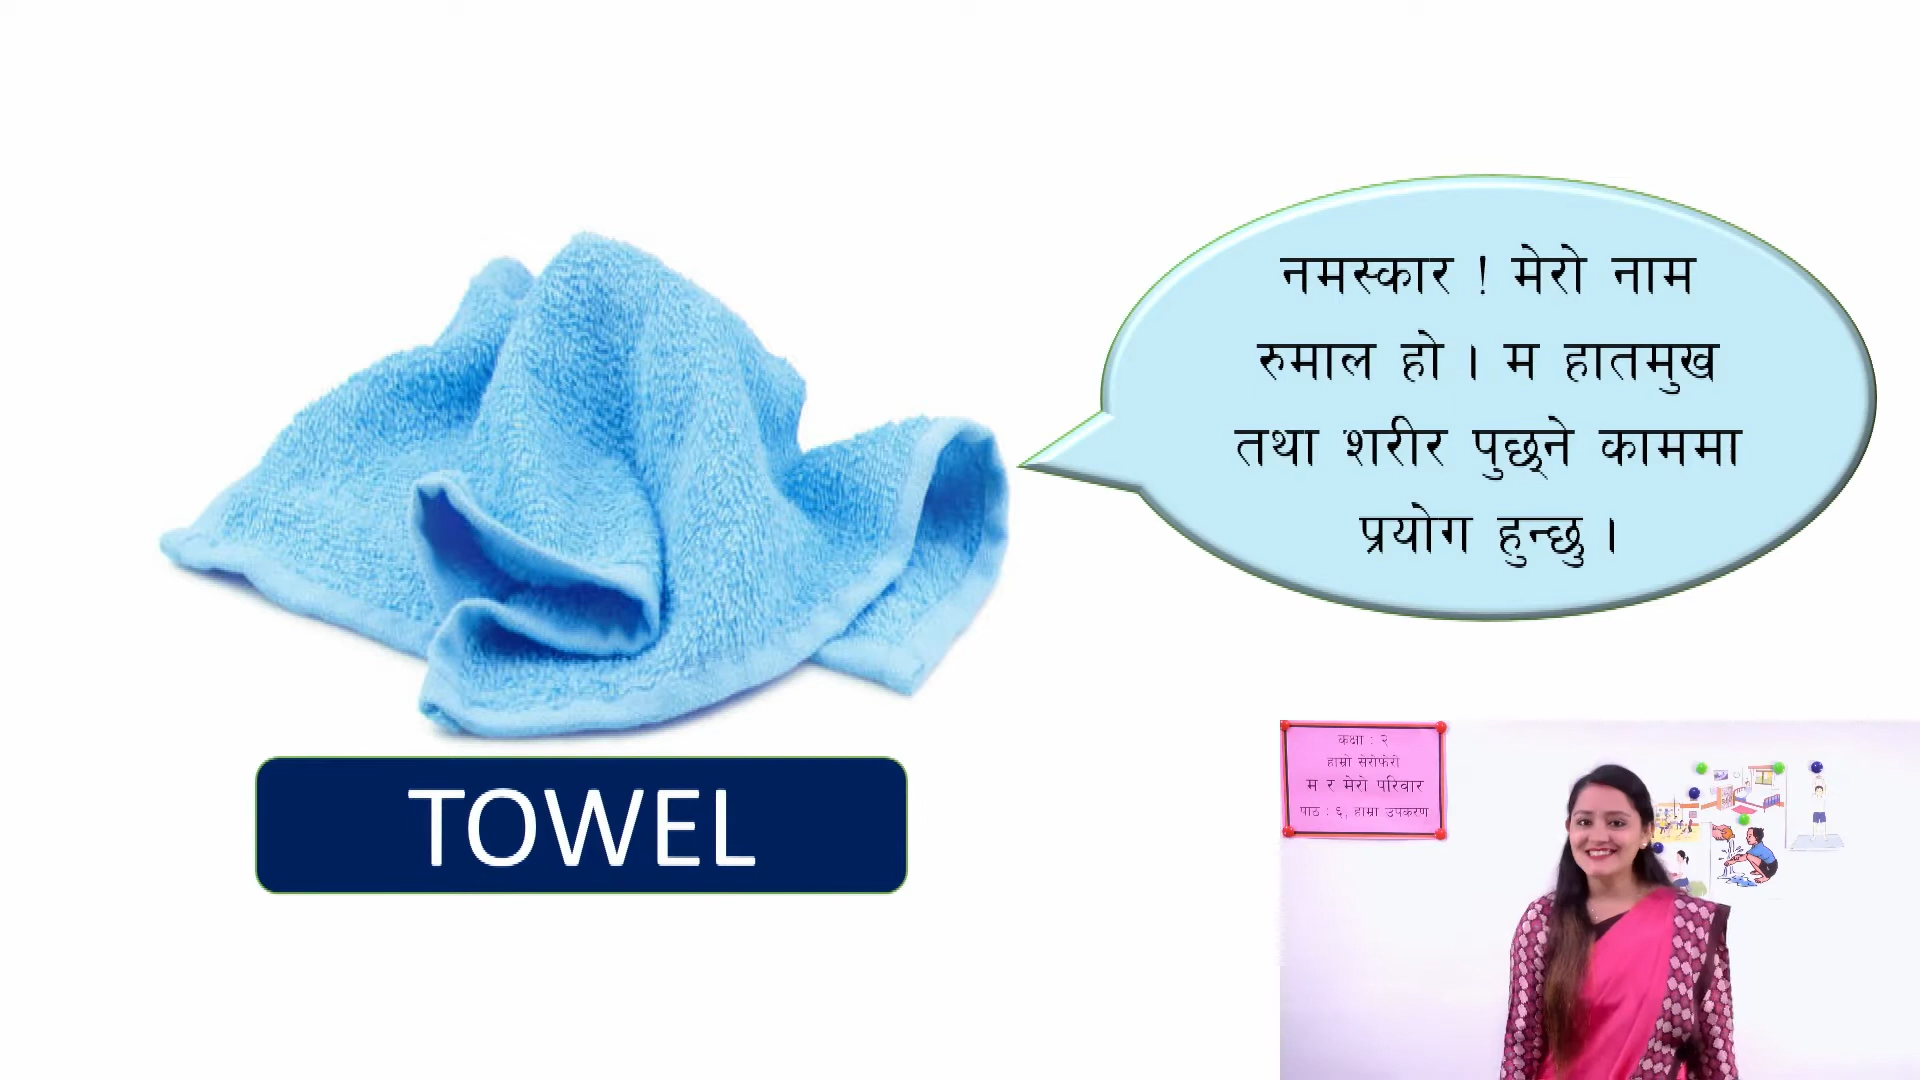 नमस्कार ! मेरो नाम
रुमाल हो । म हातमुख
तथा शरीर पुछ्ने काममा
प्रयोग हुन्छु ।
TOWEL
कक्षा : २
हाम्रो सेरोफेरो
म र मेरो परिवार
पाठ : ६, हाम्रा उपकरण